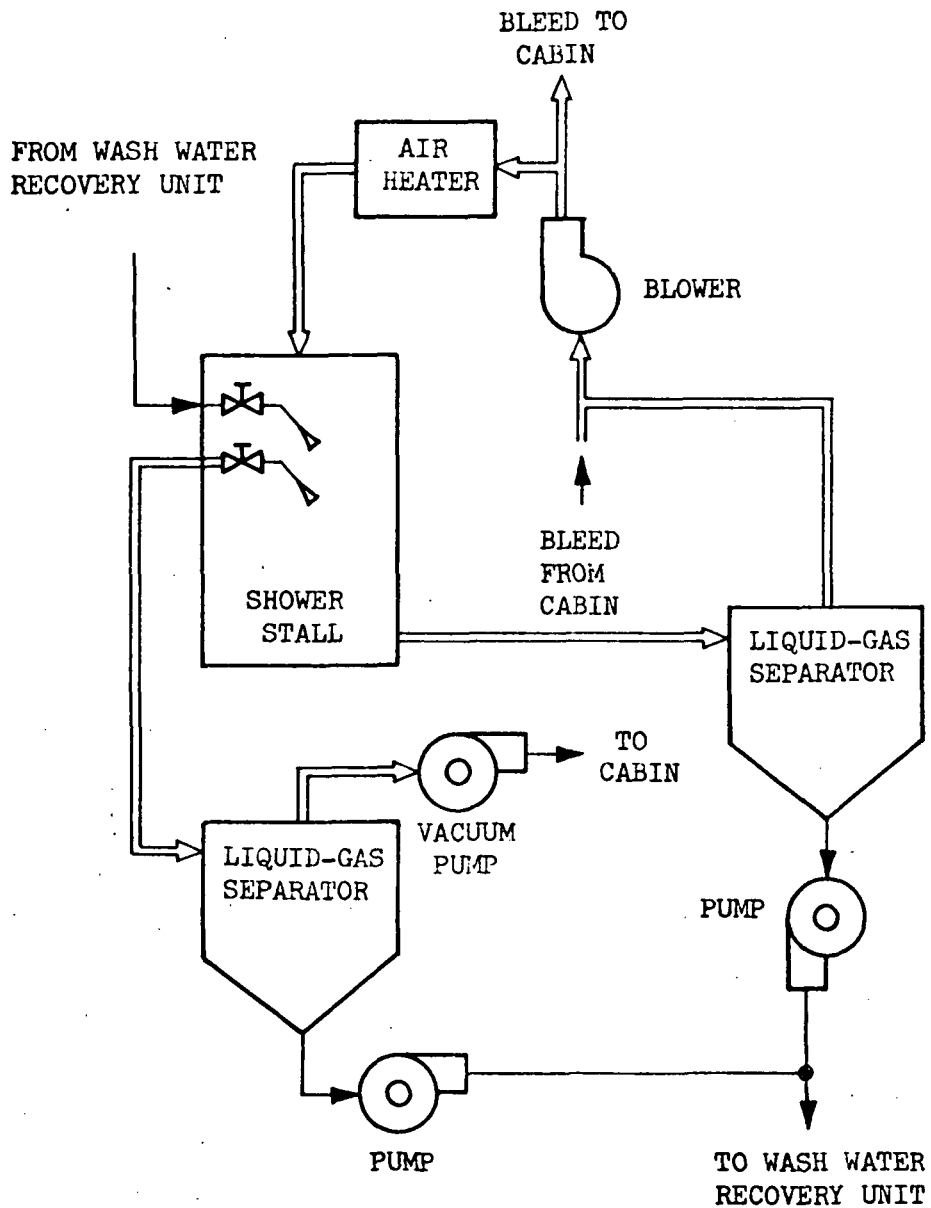 BLEED TO
CABIN
FROM WASH WATER
RECOVERY UNIT
AIR
HEATER
BLOWER
BLEED
FROM
CABIN
SHOWER
STALL
LIQUID-GAS
SEPARATOR
TO
CABIN
VACUUM
PUMP
LIQUID-GAS
SEPARATOR
PUMP
PUMP
TO WASH WATER
RECOVERY UNIT